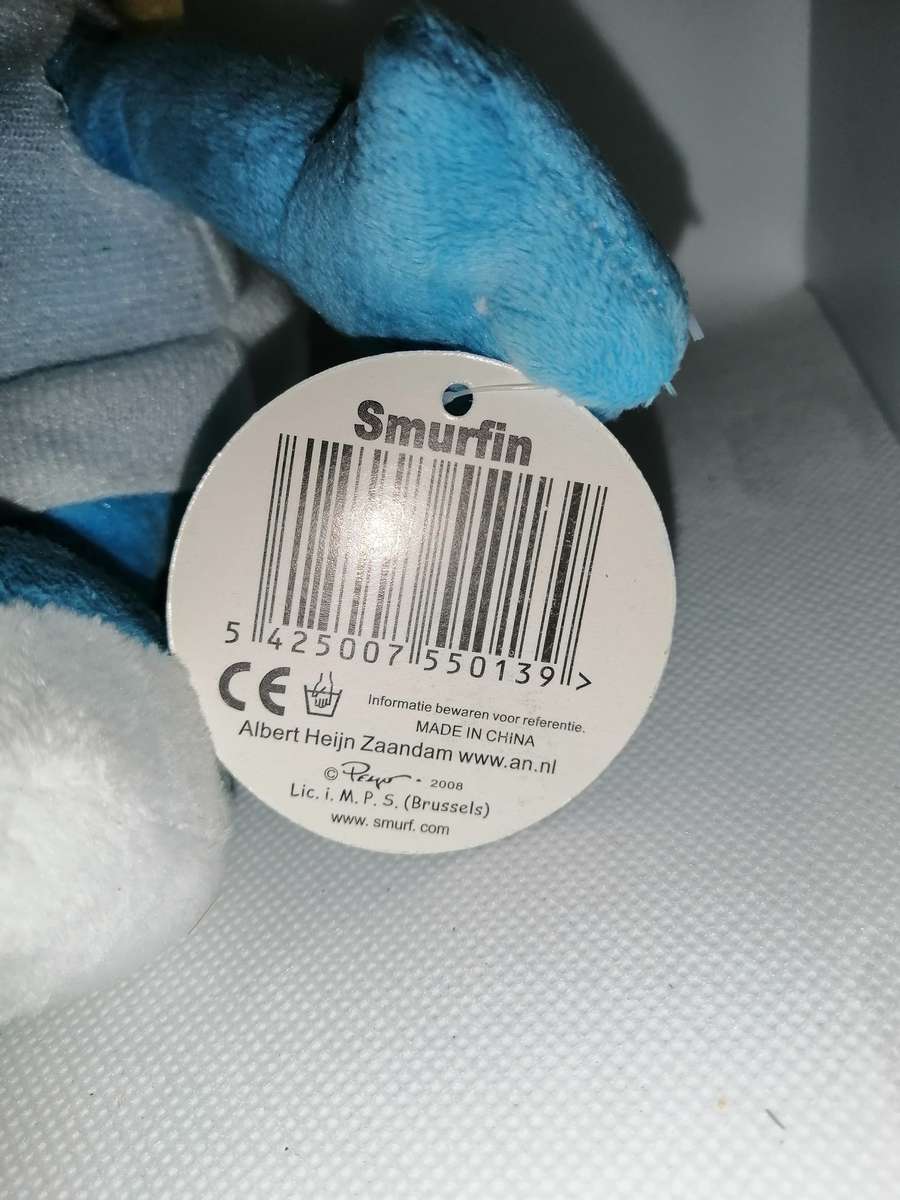 Smurfin
5 425007 550139 >
CE
Informatie bewaren voor referentie.
MADE IN CHINA
Albert Heijn Zaandam www.an.nl
© Peyo . 2008
Lic. i. M. P. S. (Brussels)
www. smurf. com